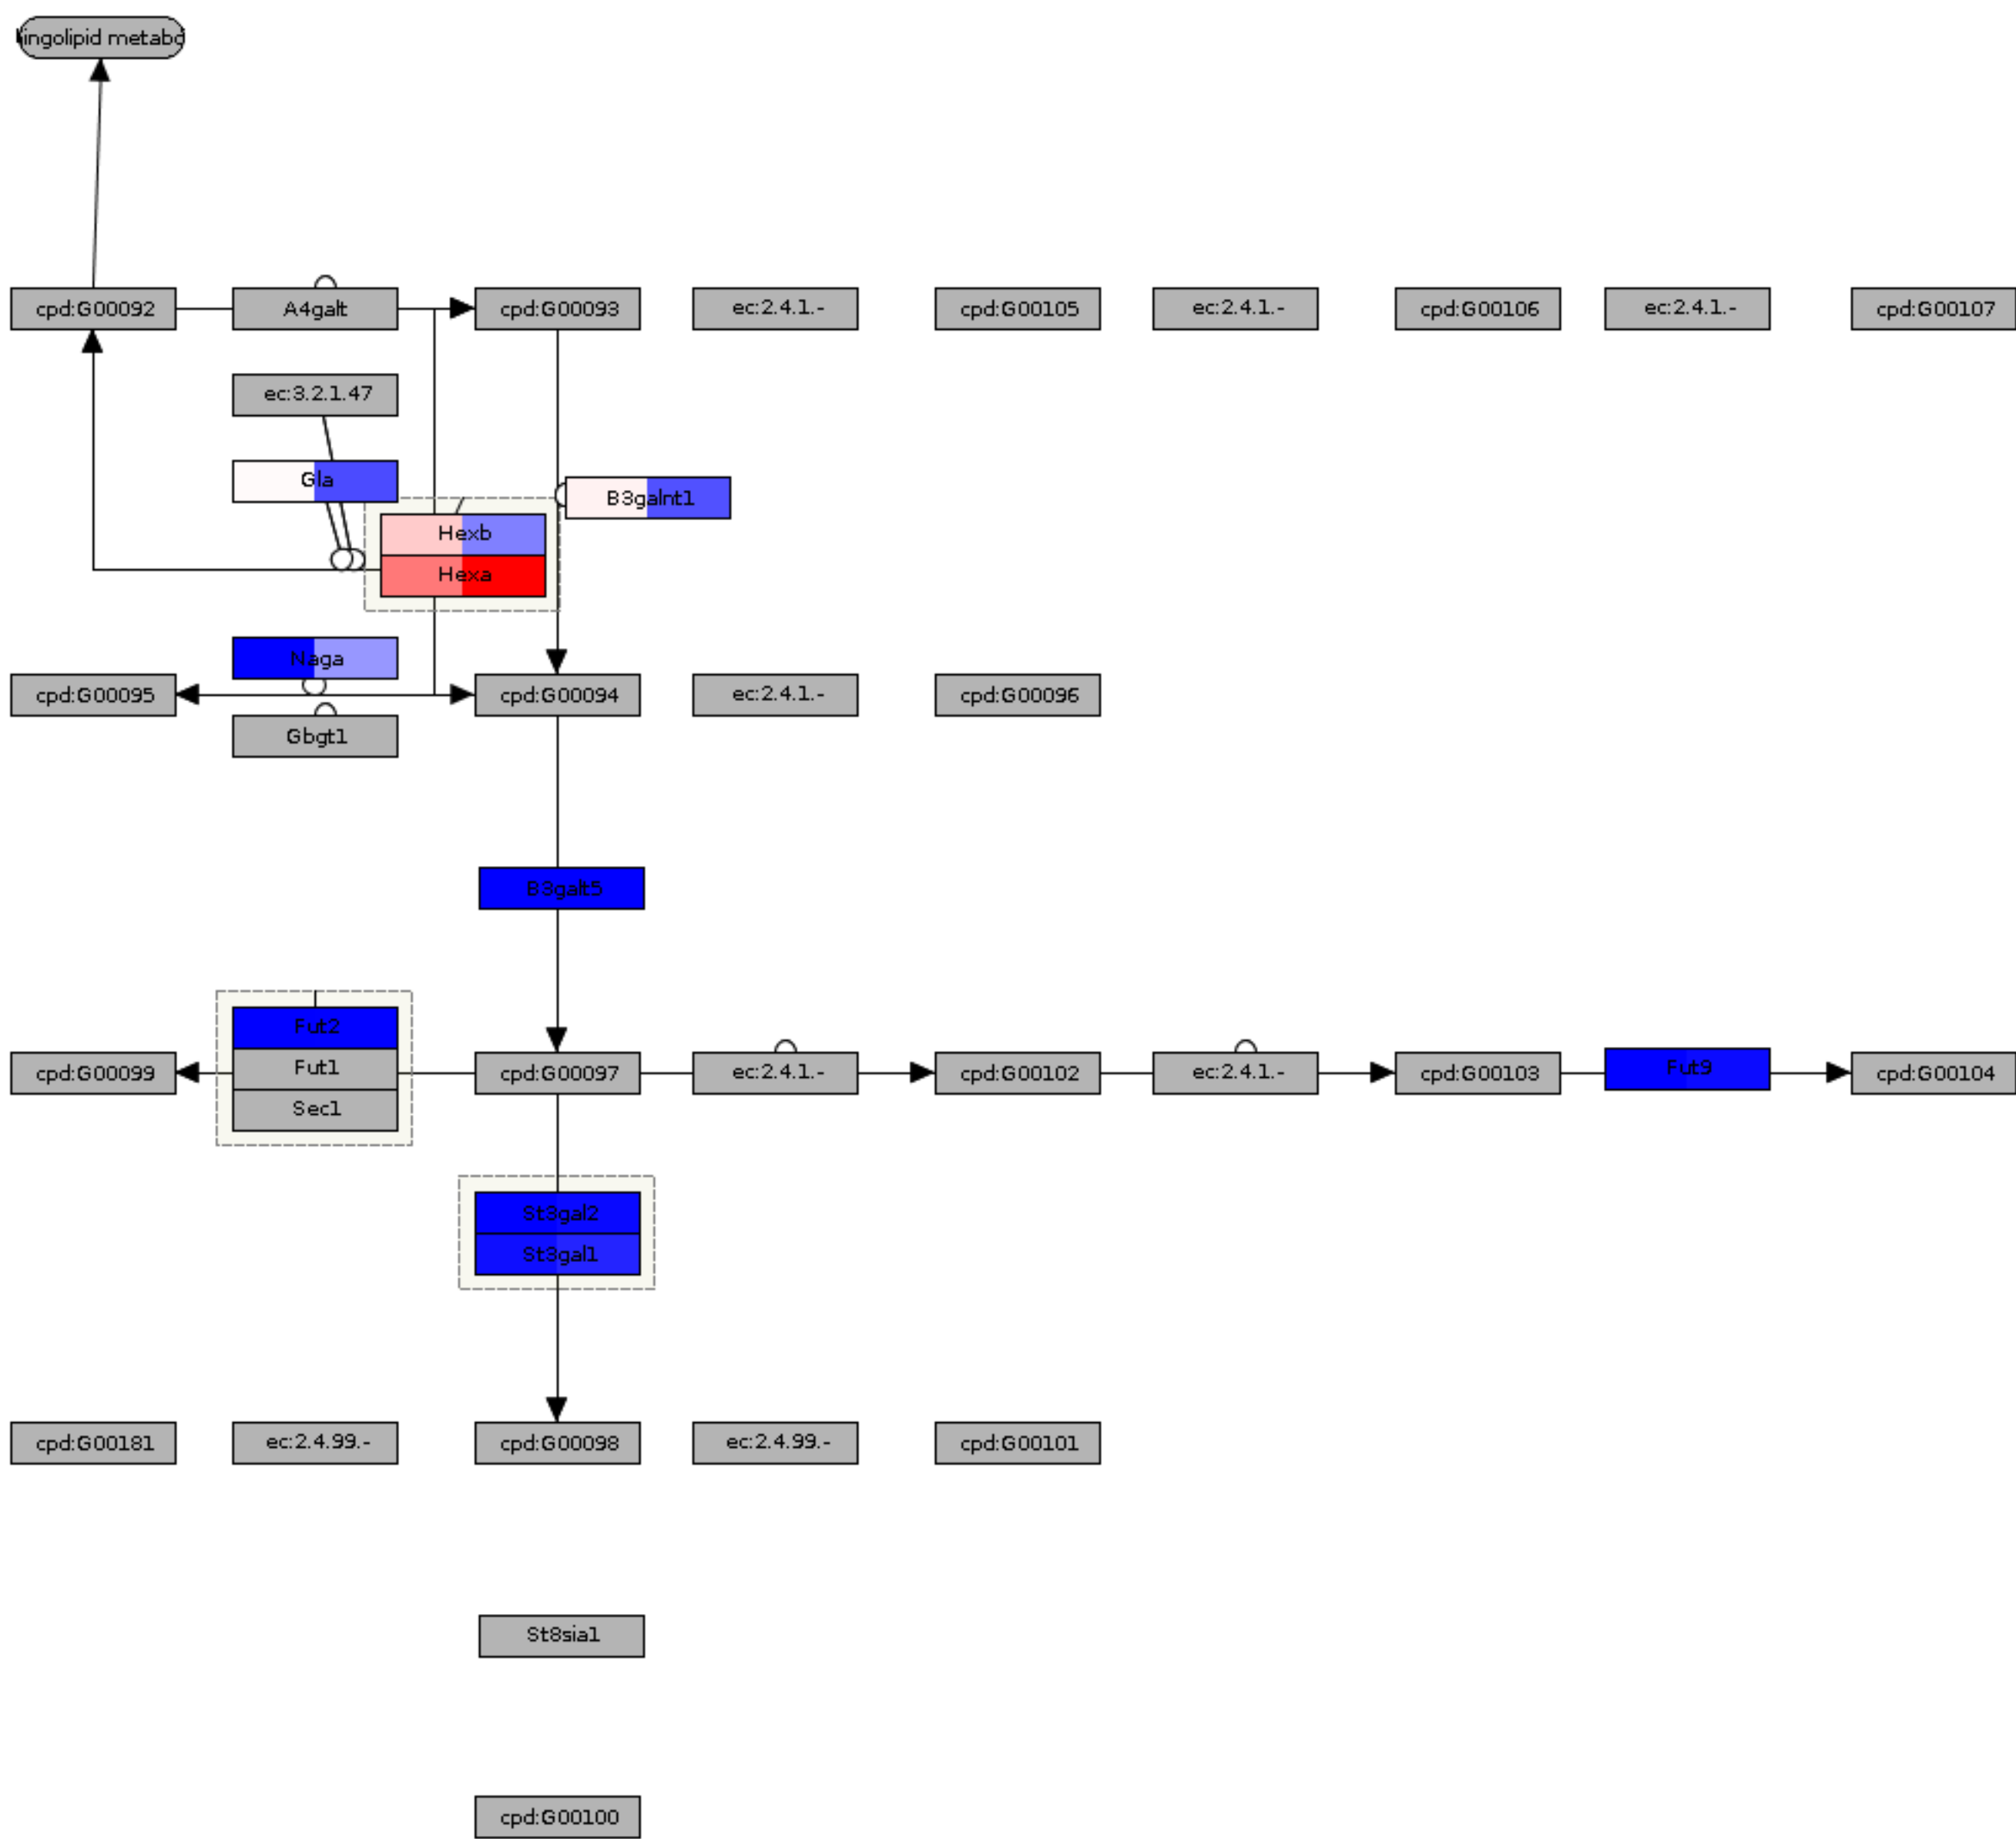 ingolipid metabo
cpd:G00092 A4galt cpd:G00093 ec:2.4.1.- cpd:G00105 ec:2.4.1.- cpd:G00106 ec:2.4.1.- cpd:G00107
ec:3.2.1.47
Gla
B3galnt1
Hexb
Hexa
Naga
cpd:G00095 cpd:G00094 ec:2.4.1.- cpd:G00096
Gbgt1
B3galt5
Fut2
Fut1
cpd:G00099 cpd:G00097 ec:2.4.1.- cpd:G00102 ec:2.4.1.- cpd:G00103 Fut9 cpd:G00104
Sec1
St3gal2
St3gal1
cpd:G00181 ec:2.4.99.- cpd:G00098 ec:2.4.99.- cpd:G00101
St8sia1
cpd:G00100